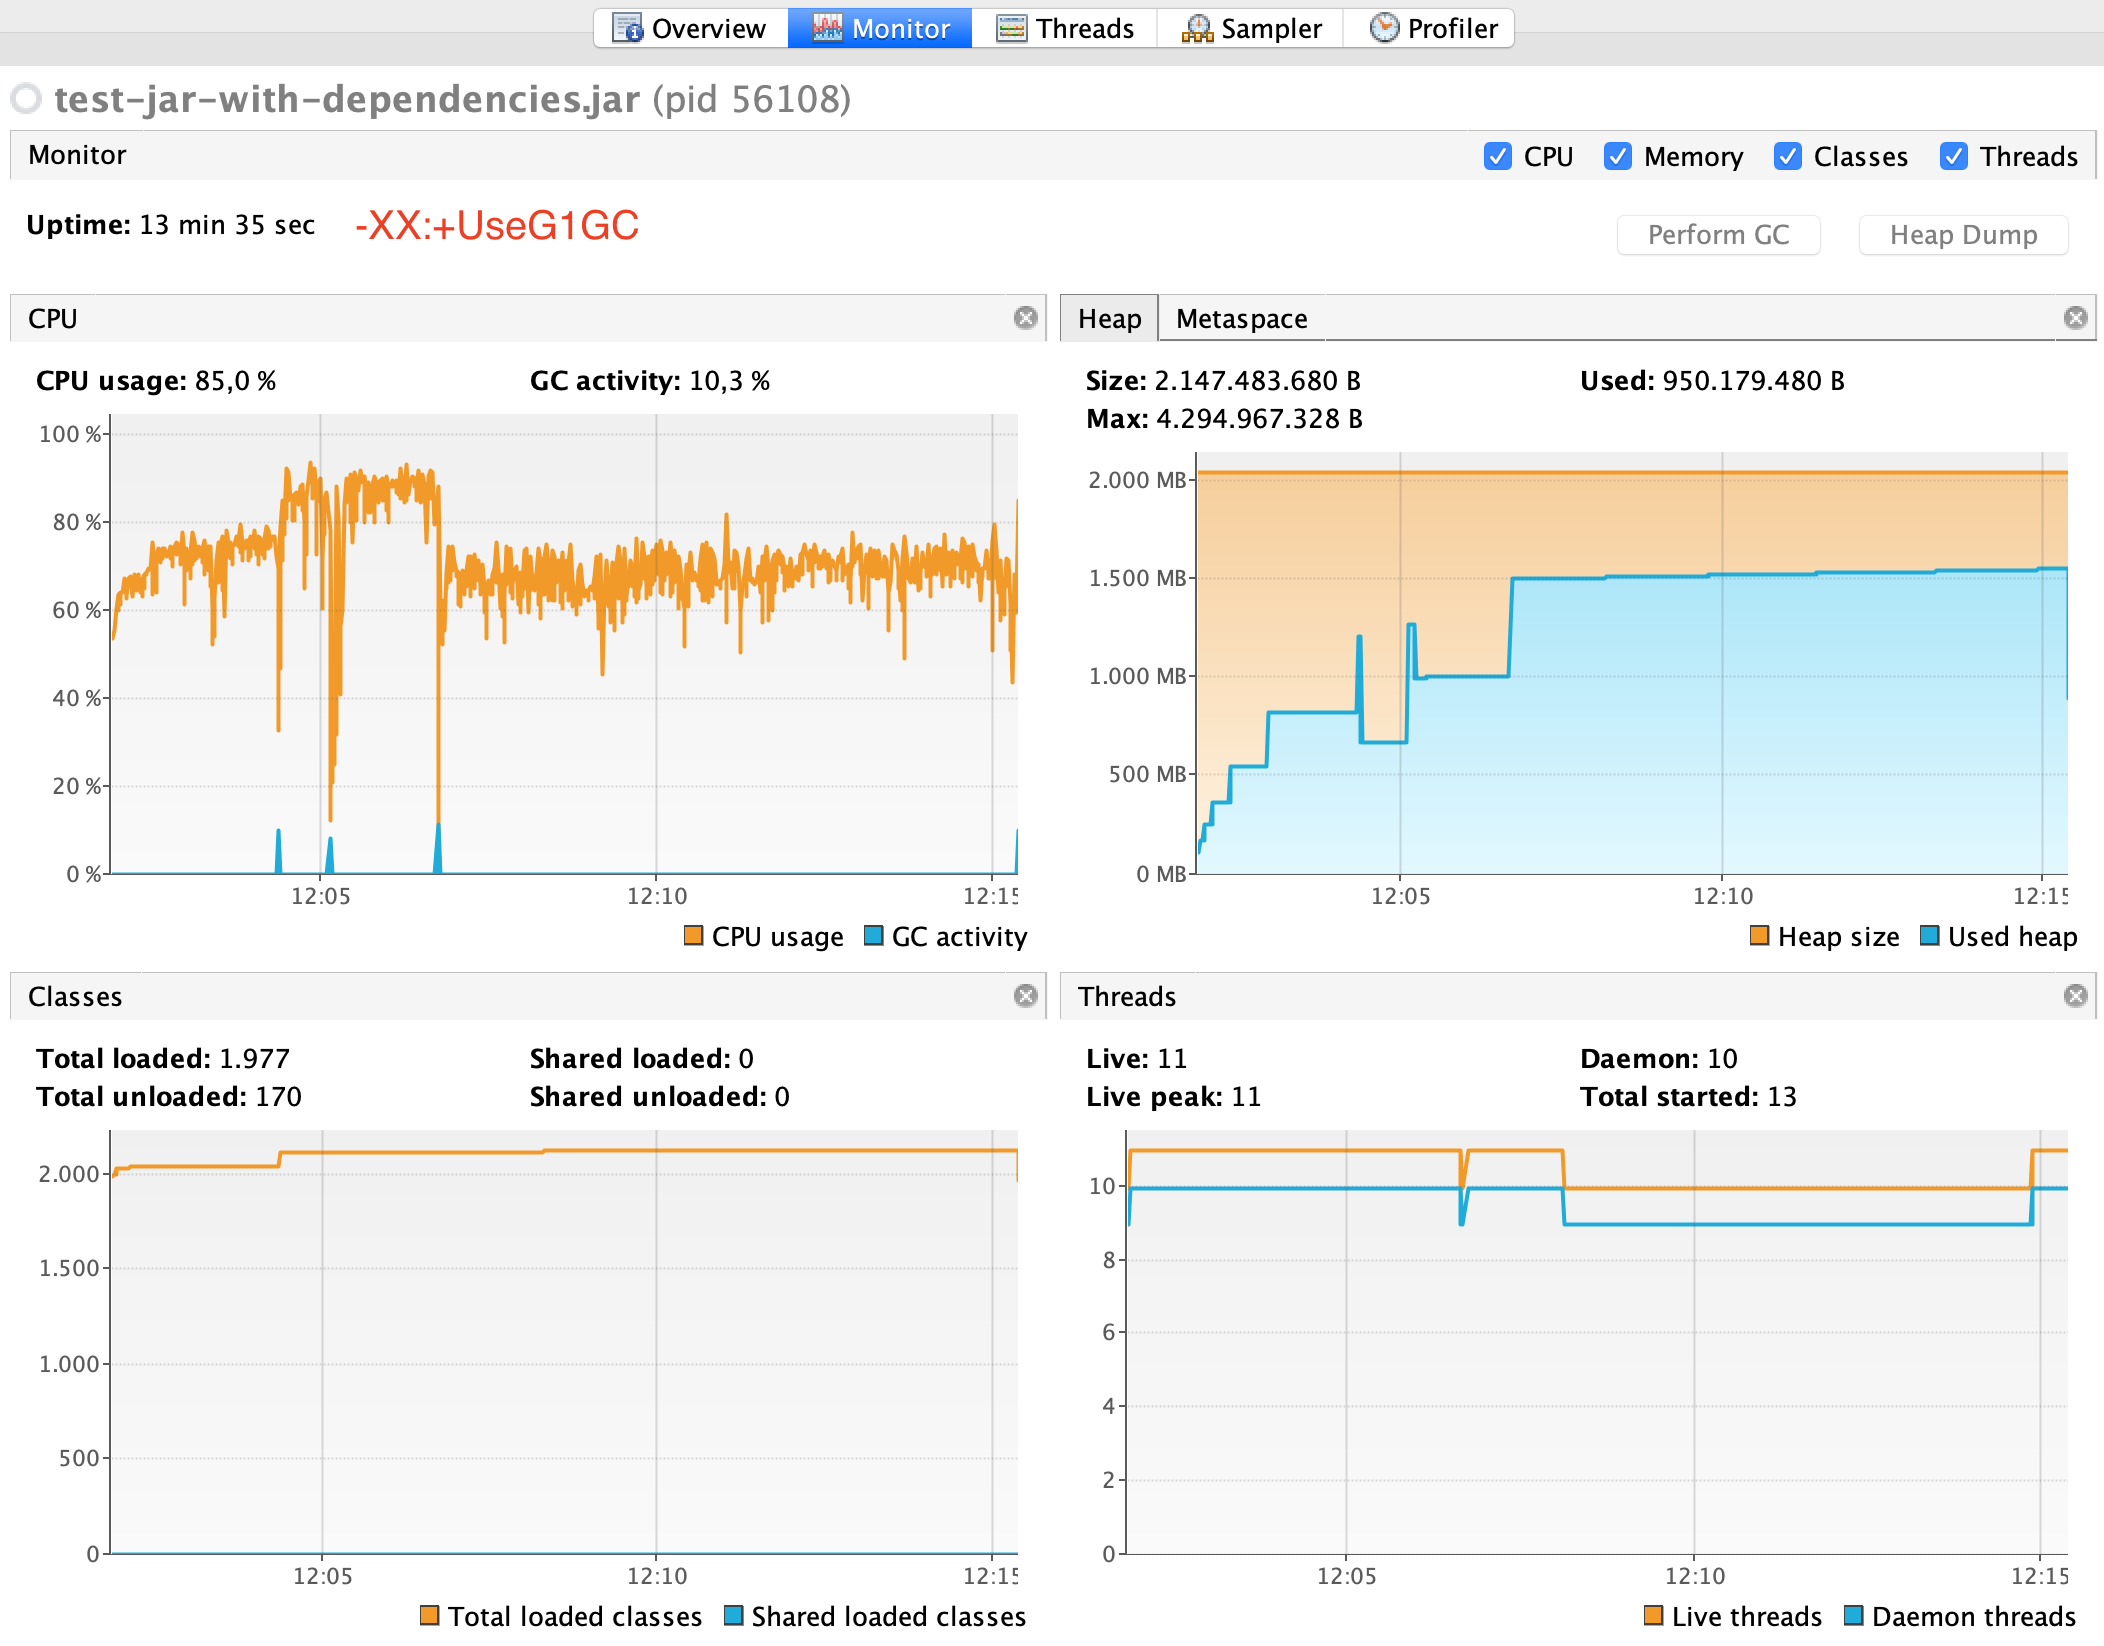 Overview Monitor Threads Sampler Profiler
test-jar-with-dependencies.jar (pid 56108)
Monitor CPU Memory Classes Threads
Uptime: 13 min 35 sec -XX:+UseG1GC Perform GC Heap Dump
CPU
CPU usage: 85,0 % GC activity: 10,3 %
100 %
80 %
60 %
40 %
20 %
0 %
12:05 12:10 12:15
CPU usage GC activity
Heap Metaspace
Size: 2.147.483.680 B Used: 950.179.480 B
Max: 4.294.967.328 B
2.000 MB
1.500 MB
1.000 MB
500 MB
0 MB
12:05 12:10 12:15
Heap size Used heap
Classes
Total loaded: 1.977 Shared loaded: 0
Total unloaded: 170 Shared unloaded: 0
2.000
1.500
1.000
500
0
12:05 12:10 12:15
Total loaded classes Shared loaded classes
Threads
Live: 11 Daemon: 10
Live peak: 11 Total started: 13
10
8
6
4
2
0
12:05 12:10 12:15
Live threads Daemon threads